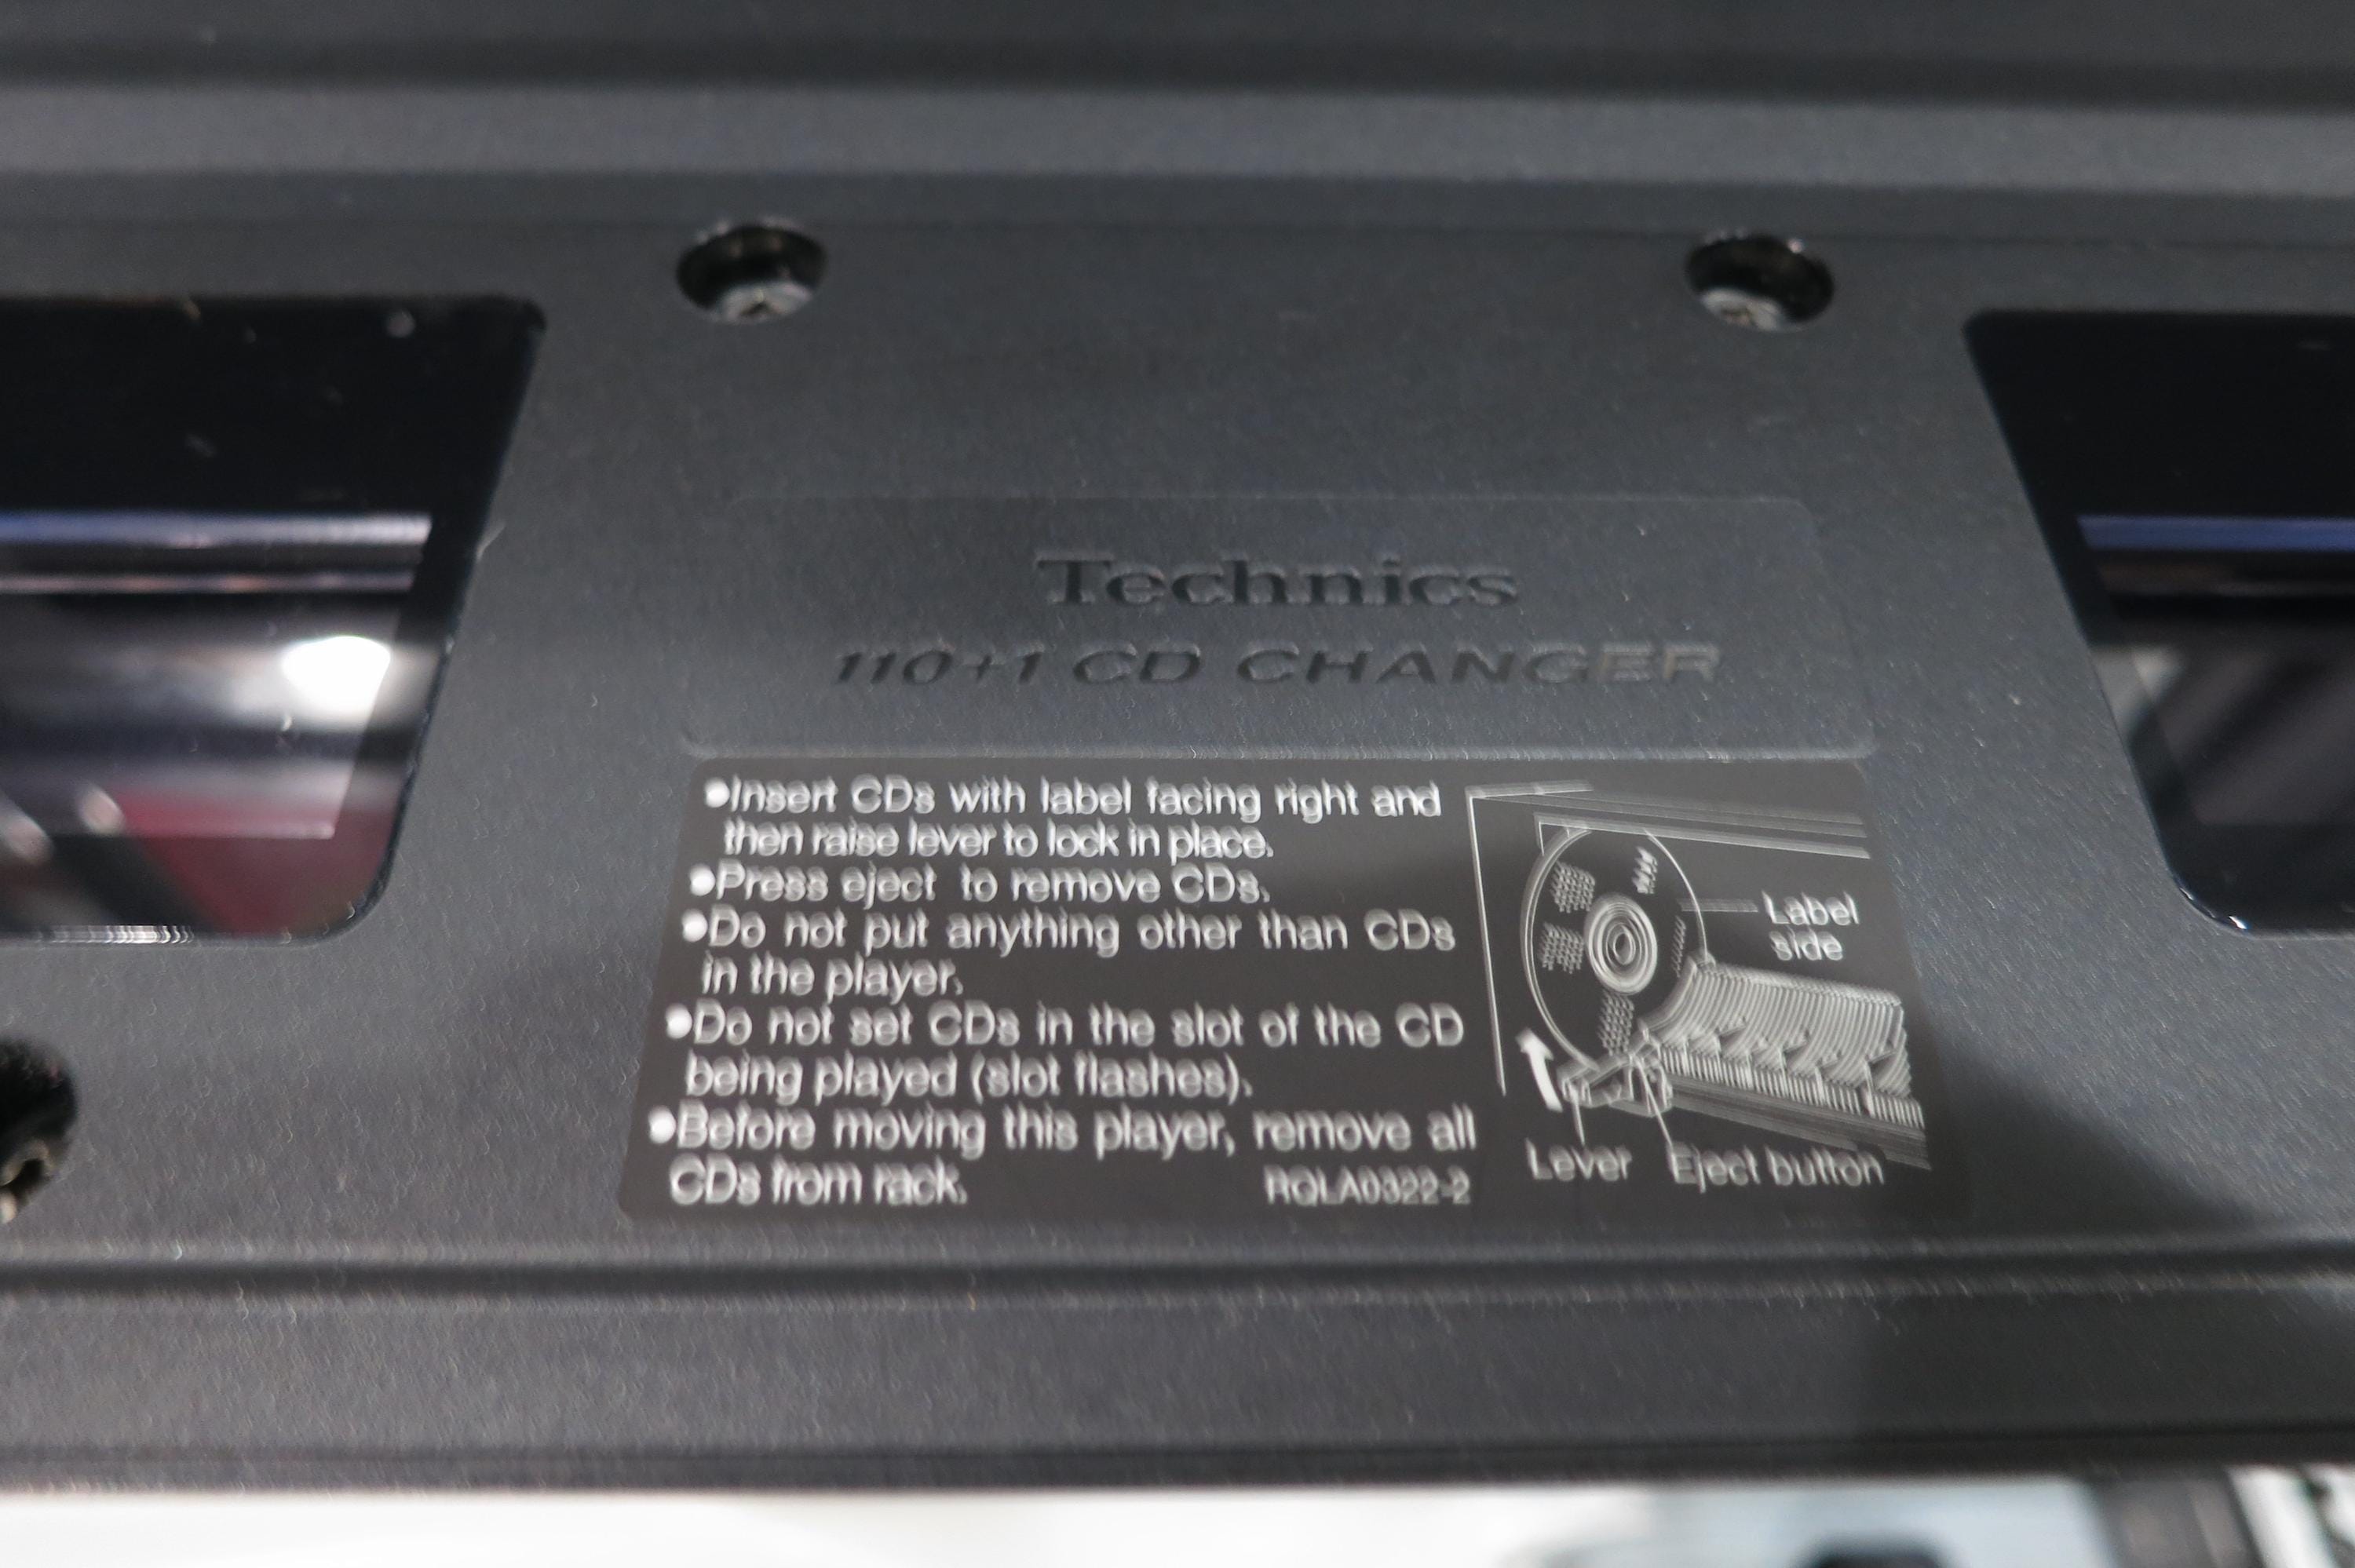 Technics
110+1 CD CHANGER
●Insert CDs with label facing right and
then raise lever to lock in place.
●Press eject to remove CDs.
●Do not put anything other than CDs
in the player.
●Do not set CDs in the slot of the CD
being played (slot flashes).
●Before moving this player, remove all
CDs from rack.
RQLA0322-2
Label
side
Lever
Eject button